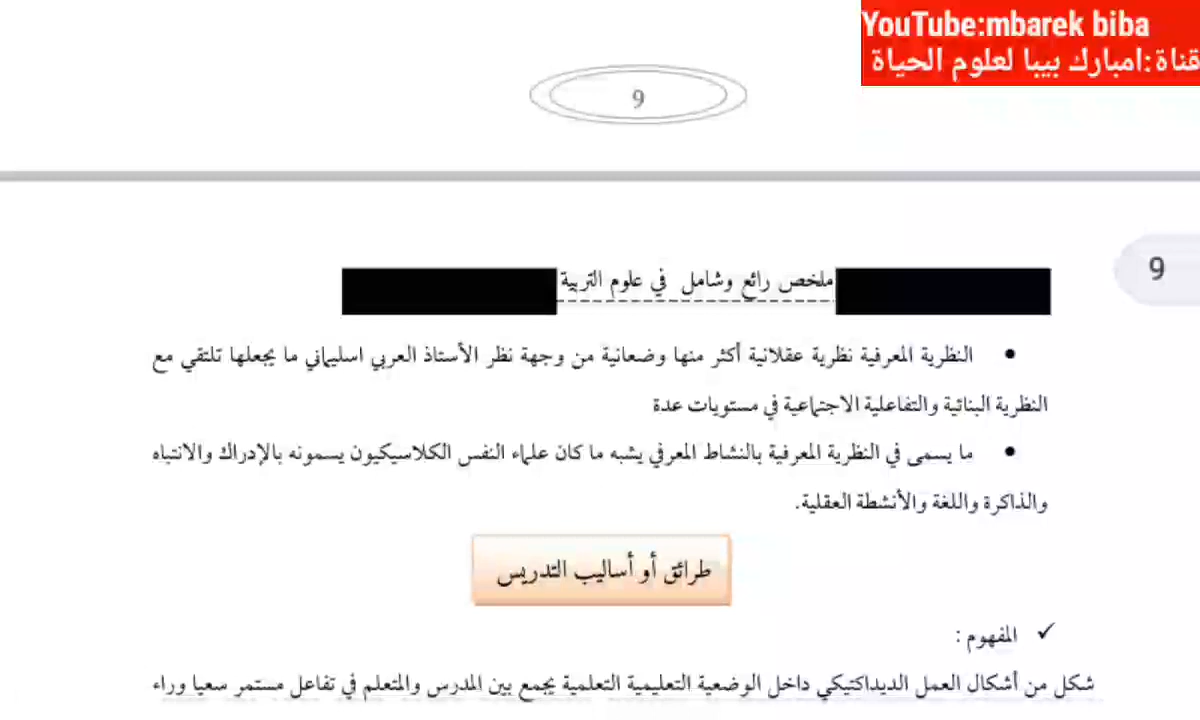 YouTube:mbarek biba
قناة:امبارك بيبا لعلوم الحياة
9
9
ملخص رائع وشامل في علوم التربية
• النظرية المعرفية نظرية عقلانية أكثر منها وضعانية من وجهة نظر الأستاذ العربي اسليماني ما يجعلها تلتقي مع
النظرية البنائية والتفاعلية الاجتماعية في مستويات عدة
• ما يسمى في النظرية المعرفية بالنشاط المعرفي يشبه ما كان علماء النفس الكلاسيكيون يسمونه بالإدراك والانتباه
والذاكرة واللغة والأنشطة العقلية.
طرائق أو أساليب التدريس
✓ المفهوم :
شكل من أشكال العمل الديداكتيكي داخل الوضعية التعليمية التعلمية يجمع بين المدرس والمتعلم في تفاعل مستمر سعيا وراء